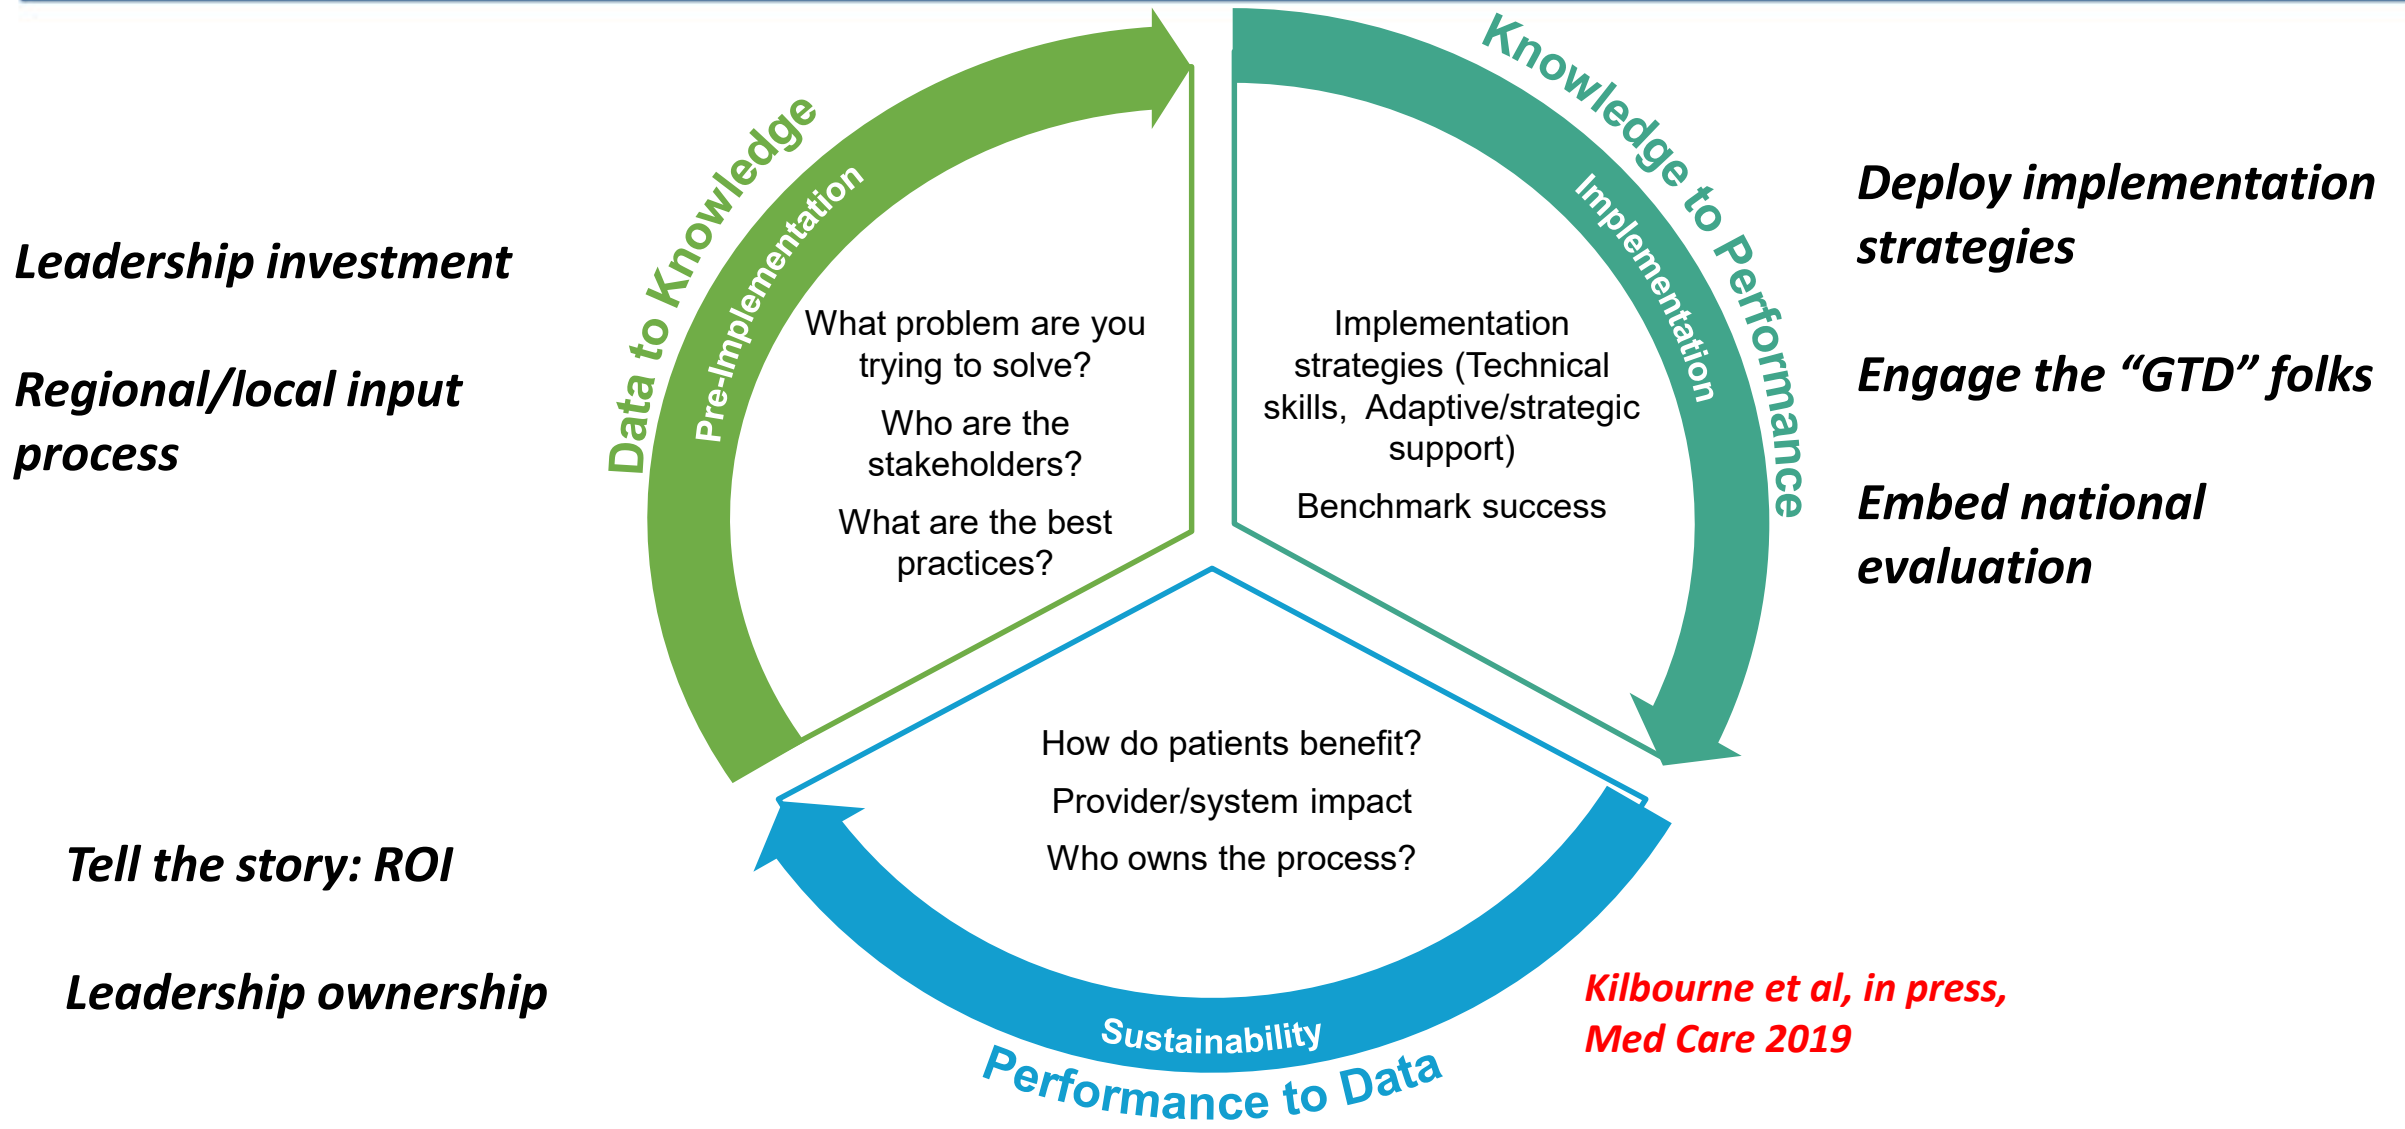 Leadership investment
Regional/local input
process
Data to Knowledge
Pre-Implementation
What problem are you
trying to solve?
Who are the
stakeholders?
What are the best
practices?
Knowledge to Performance
Implementation
Implementation
strategies (Technical
skills,  Adaptive/strategic
support)
Benchmark success
Deploy implementation
strategies
Engage the “GTD” folks
Embed national
evaluation
How do patients benefit?
Provider/system impact
Who owns the process?
Sustainability
Performance to Data
Tell the story: ROI
Leadership ownership
Kilbourne et al, in press,
Med Care 2019